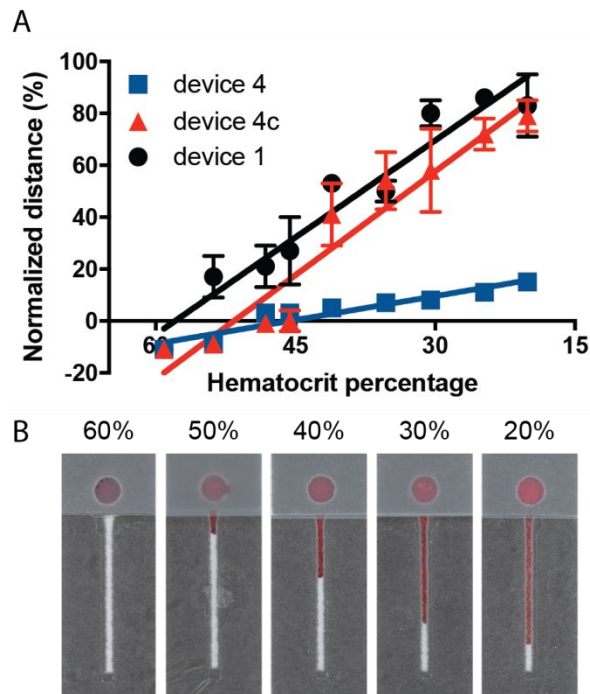 A
Normalized distance (%)
100
80
60
40
20
0
-20
device 4
device 4c
device 1
60
45
30
15
Hematocrit percentage
B
60%
50%
40%
30%
20%